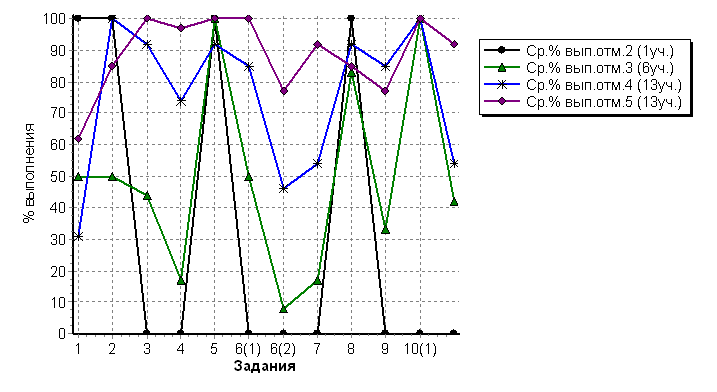 100
90
80
70
60
50
40
30
20
10
0
% выполнения
1 2 3 4 5 6(1) 6(2) 7 8 9 10(1)
Задания
Ср.% вып.отм.2 (1уч.)
Ср.% вып.отм.3 (6уч.)
Ср.% вып.отм.4 (13уч.)
Ср.% вып.отм.5 (13уч.)